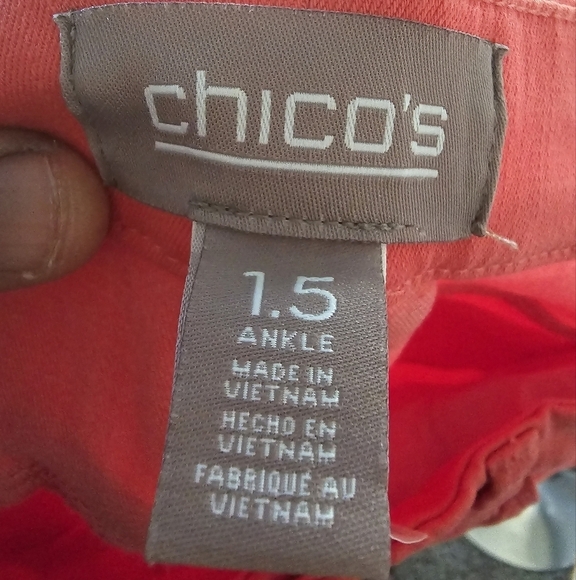 chico's
1.5
ANKLE
MADE IN
VIETNAM
HECHO EN
VIETNAM
FABRIQUÉ AU
VIETNAM